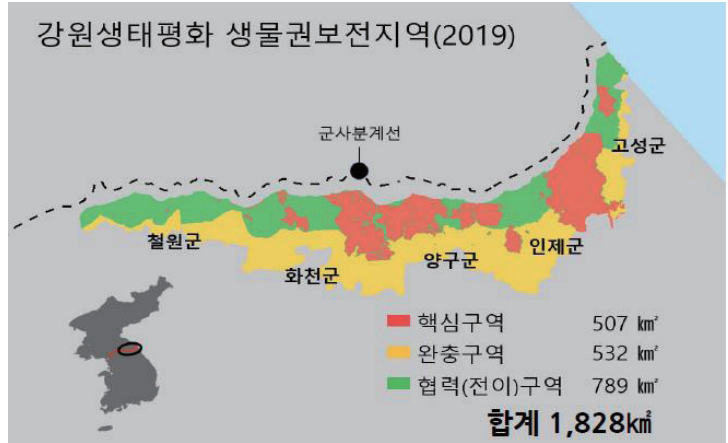 강원생태평화 생물권보전지역(2019)
군사분계선
고성군
철원군
화천군
양구군
인제군
핵심구역 507 ㎢
완충구역 532 ㎢
협력(전이)구역 789 ㎢
합계 1,828㎢